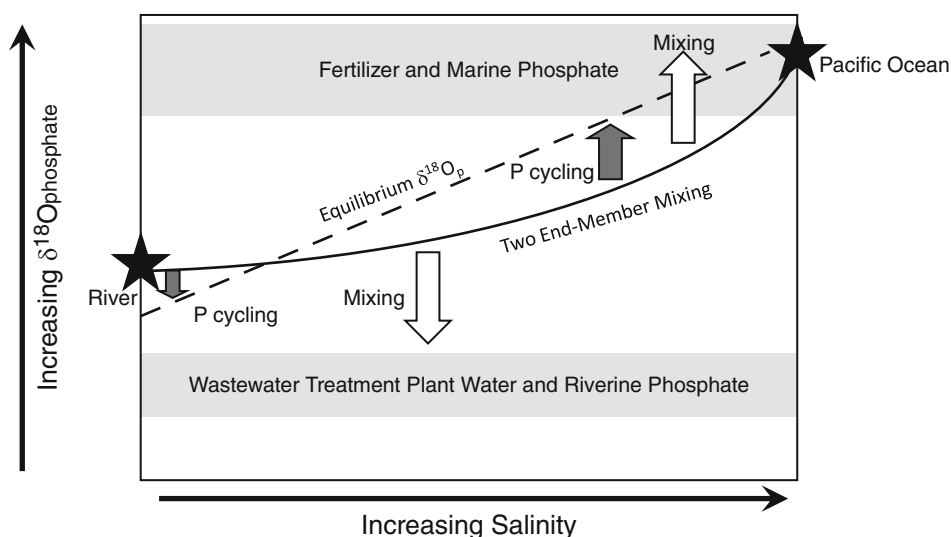 Mixing
Pacific Ocean
Fertilizer and Marine Phosphate
P cycling
Equilibrium δ¹⁸Oₚ
Two End-Member Mixing
River
P cycling
Mixing
Wastewater Treatment Plant Water and Riverine Phosphate
Increasing δ¹⁸Ophosphate
Increasing Salinity